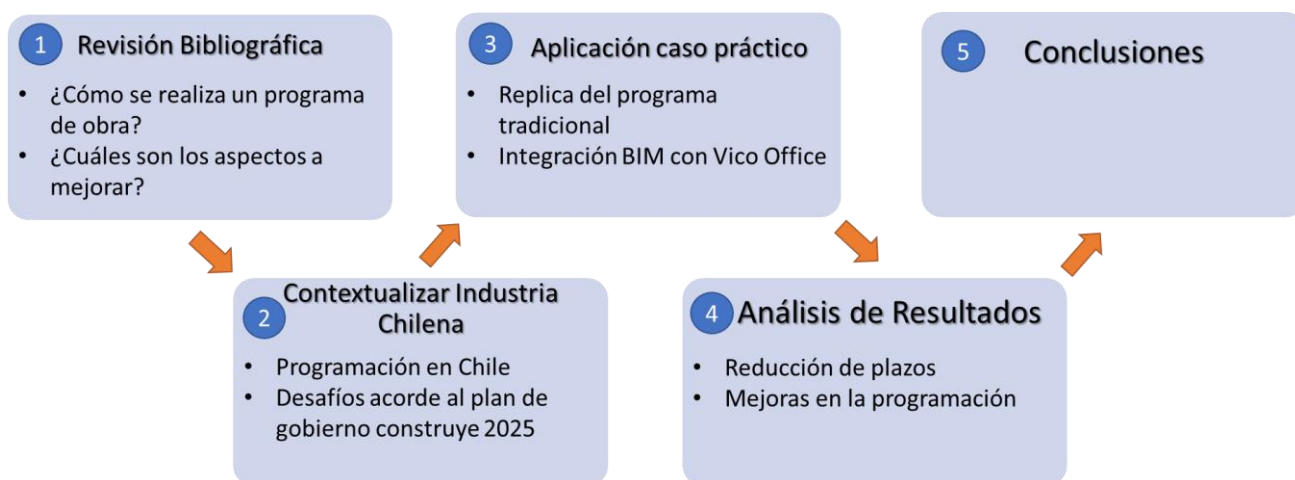 1 Revisión Bibliográfica
• ¿Cómo se realiza un programa
de obra?
• ¿Cuáles son los aspectos a
mejorar?
2 Contextualizar Industria
Chilena
• Programación en Chile
• Desafíos acorde al plan de
gobierno construye 2025
3 Aplicación caso práctico
• Replica del programa
tradicional
• Integración BIM con Vico Office
4 Análisis de Resultados
• Reducción de plazos
• Mejoras en la programación
5 Conclusiones